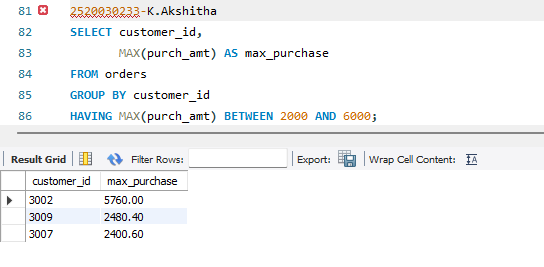 81 2520030233-K.Akshitha
82 SELECT customer_id,
83 MAX(purch_amt) AS max_purchase
84 FROM orders
85 GROUP BY customer_id
86 HAVING MAX(purch_amt) BETWEEN 2000 AND 6000;
Result Grid Filter Rows: Export: Wrap Cell Content:
customer_id max_purchase
3002 5760.00
3009 2480.40
3007 2400.60